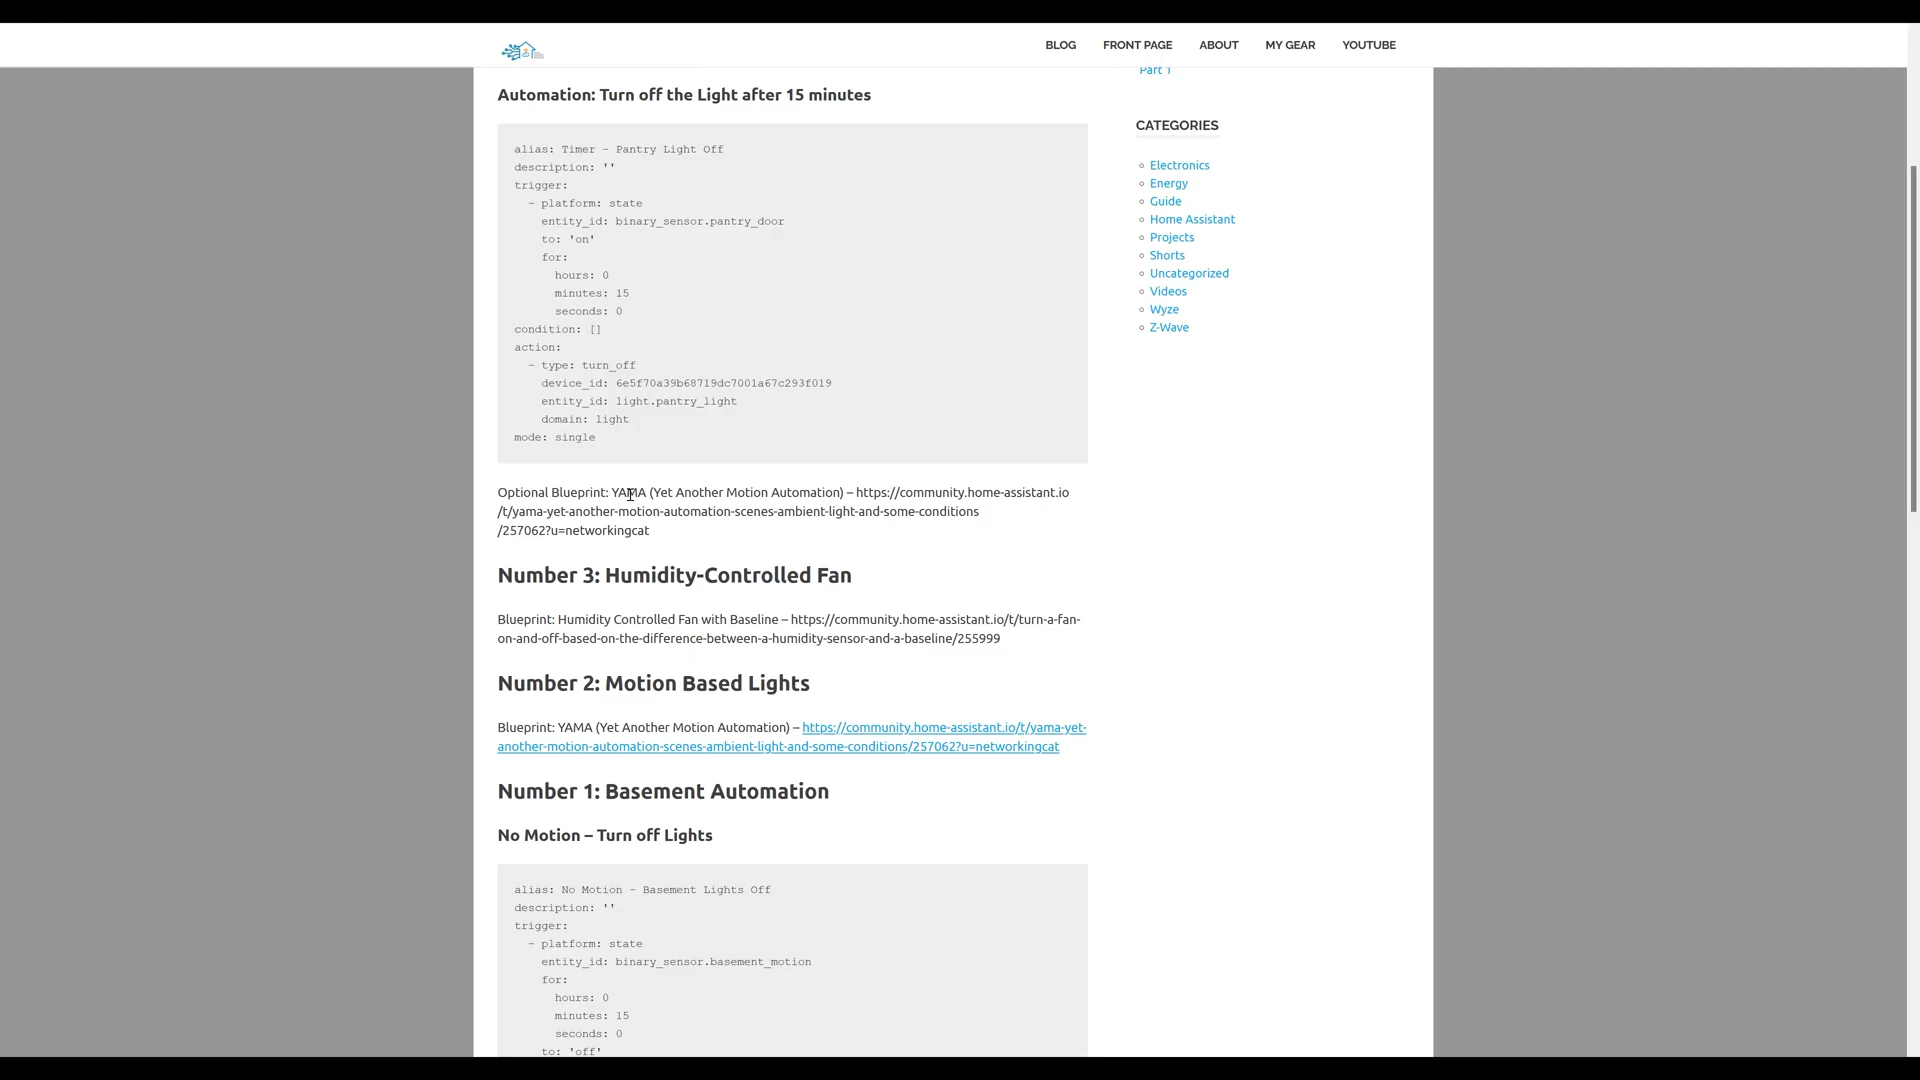 BLOG
FRONT PAGE
ABOUT
MY GEAR
YOUTUBE
Part 1
Automation: Turn off the Light after 15 minutes
alias: Timer - Pantry Light Off
description: ''
trigger:
  - platform: state
    entity_id: binary_sensor.pantry_door
    to: 'on'
    for:
      hours: 0
      minutes: 15
      seconds: 0
condition: []
action:
  - type: turn_off
    device_id: 6e5f70a39b68719dc7001a67c293f019
    entity_id: light.pantry_light
    domain: light
mode: single
Optional Blueprint: YAMA (Yet Another Motion Automation) – https://community.home-assistant.io
/t/yama-yet-another-motion-automation-scenes-ambient-light-and-some-conditions
/257062?u=networkingcat
Number 3: Humidity-Controlled Fan
Blueprint: Humidity Controlled Fan with Baseline – https://community.home-assistant.io/t/turn-a-fan-
on-and-off-based-on-the-difference-between-a-humidity-sensor-and-a-baseline/255999
Number 2: Motion Based Lights
Blueprint: YAMA (Yet Another Motion Automation) – https://community.home-assistant.io/t/yama-yet-
another-motion-automation-scenes-ambient-light-and-some-conditions/257062?u=networkingcat
Number 1: Basement Automation
No Motion – Turn off Lights
alias: No Motion - Basement Lights Off
description: ''
trigger:
  - platform: state
    entity_id: binary_sensor.basement_motion
    for:
      hours: 0
      minutes: 15
      seconds: 0
    to: 'off'
CATEGORIES
Electronics
Energy
Guide
Home Assistant
Projects
Shorts
Uncategorized
Videos
Wyze
Z-Wave